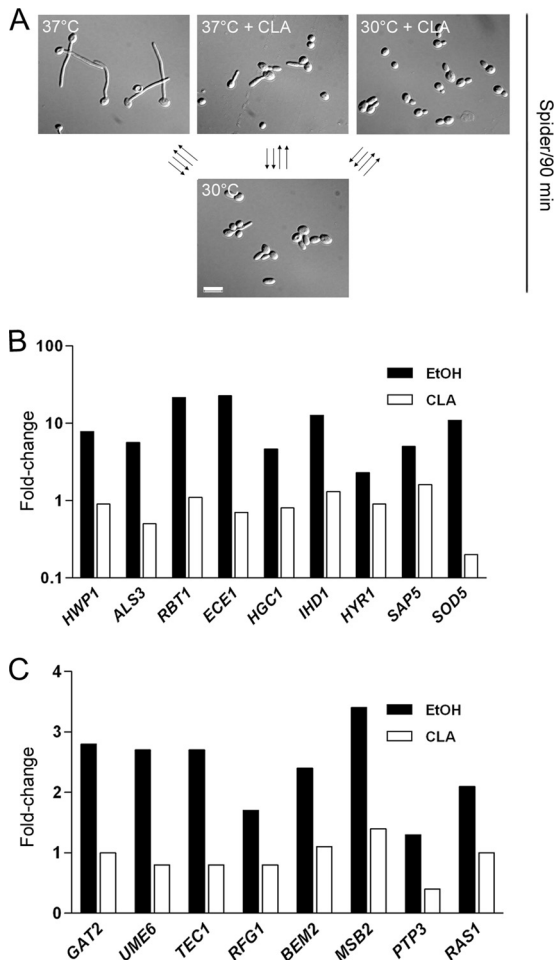 A
37°C
37°C + CLA
30°C + CLA
30°C
Spider/90 min
B
Fold-change
100
10
1
0.1
EtOH
CLA
HWP1
ALS3
RBT1
ECE1
HGC1
IHD1
HYR1
SAP5
SOD5
C
Fold-change
4
3
2
1
0
EtOH
CLA
GAT2
UME6
TEC1
RFG1
BEM2
MSB2
PTP3
RAS1